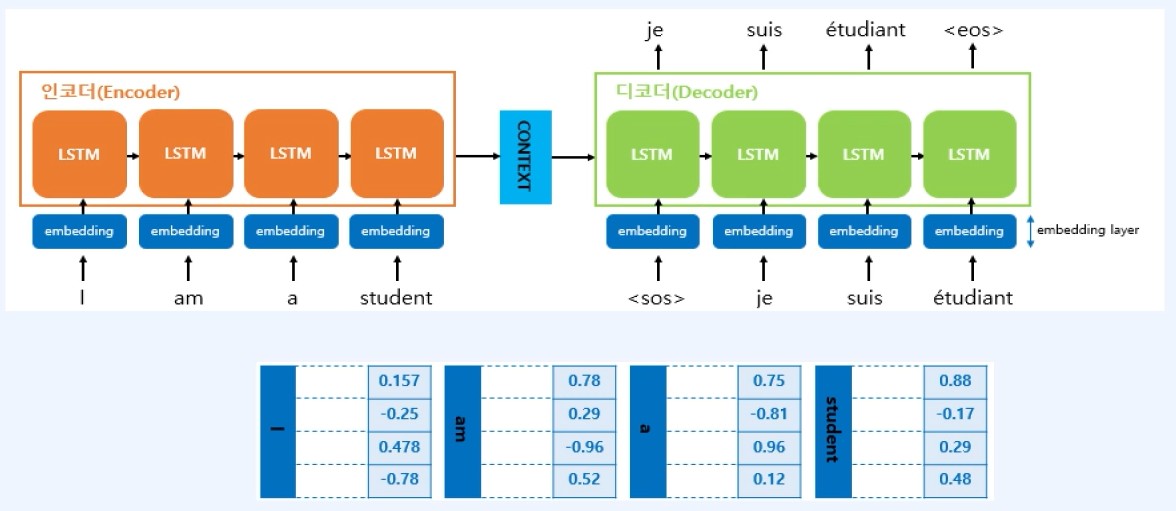 je suis étudiant <eos>
인코더(Encoder)
디코더(Decoder)
LSTM LSTM LSTM LSTM
CONTEXT
LSTM LSTM LSTM LSTM
embedding embedding embedding embedding
embedding embedding embedding embedding
embedding layer
I am a student
<sos> je suis étudiant
I
0.157
-0.25
0.478
-0.78
am
0.78
0.29
-0.96
0.52
a
0.75
-0.81
0.96
0.12
student
0.88
-0.17
0.29
0.48